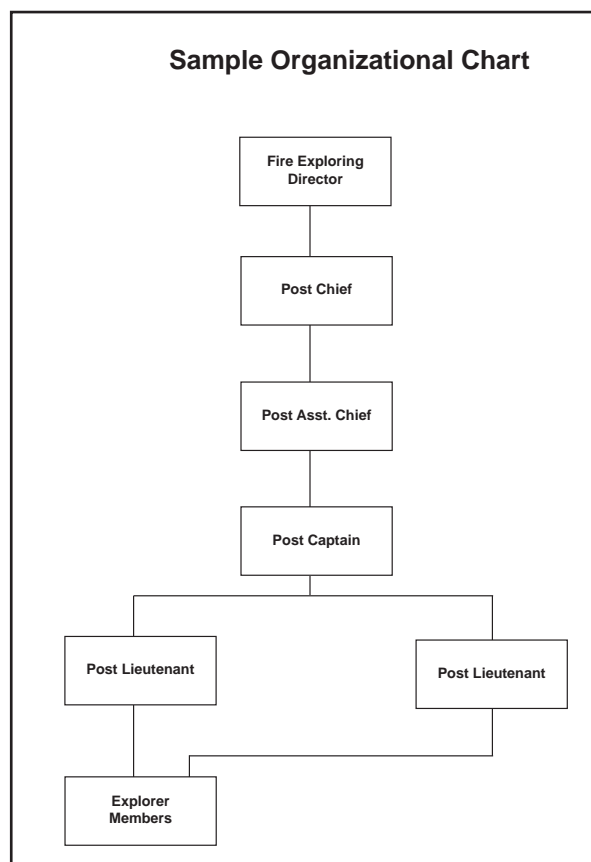 Sample Organizational Chart
Fire Exploring
Director
Post Chief
Post Asst. Chief
Post Captain
Post Lieutenant
Post Lieutenant
Explorer
Members